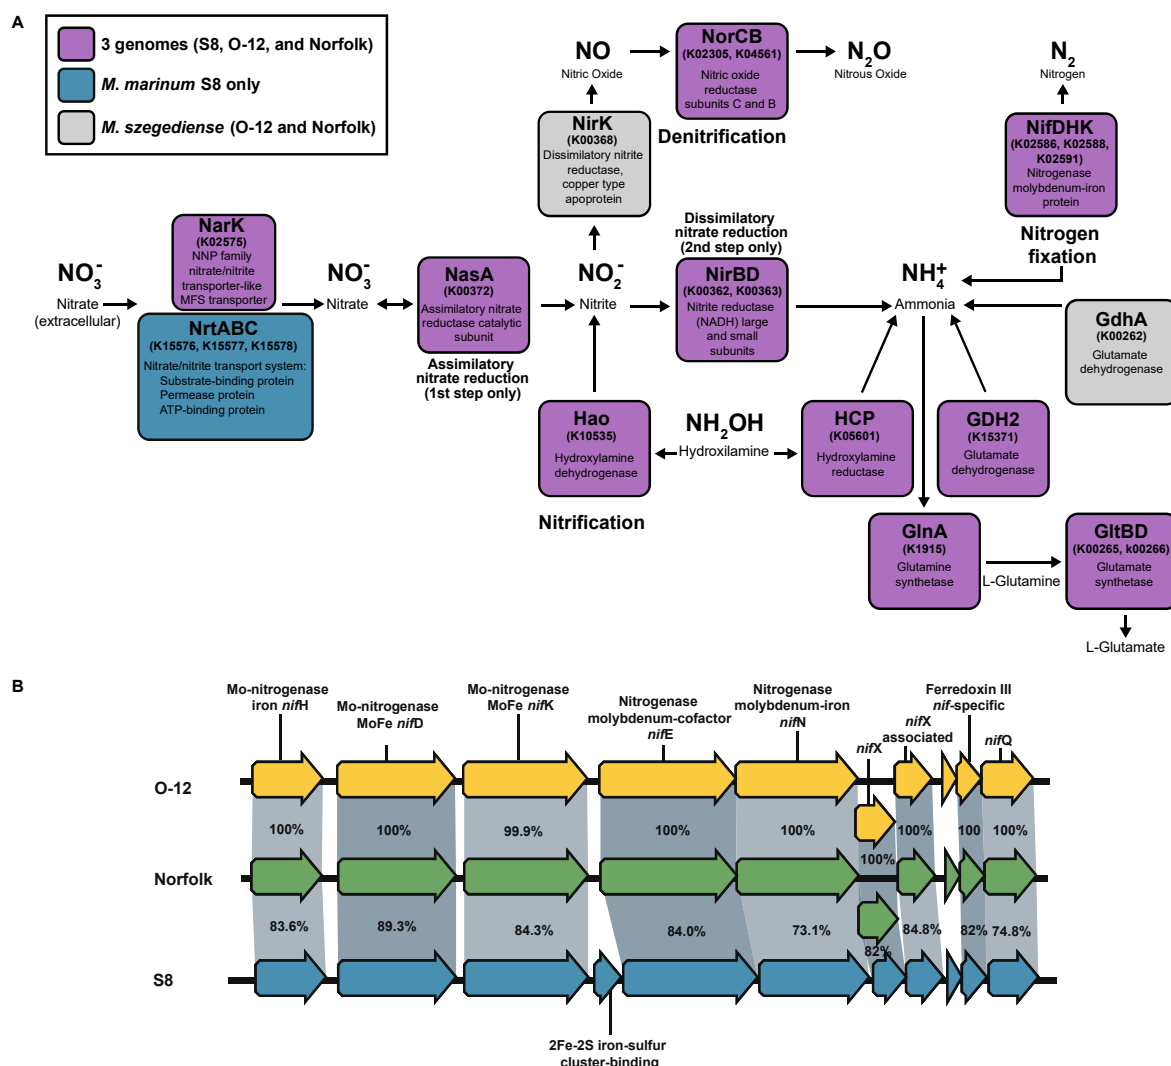 A
3 genomes (S8, O-12, and Norfolk)
M. marinum S8 only
M. szegediense (O-12 and Norfolk)
NO
Nitric Oxide
NorCB
(K02305, K04561)
Nitric oxide
reductase
subunits C and B
N2O
Nitrous Oxide
N2
Nitrogen
Denitrification
NirK
(K00368)
Dissimilatory nitrite
reductase,
copper type
apoprotein
NifDHK
(K02586, K02588,
K02591)
Nitrogenase
molybdenum-iron
protein
Nitrogen
fixation
NO3-
Nitrate
(extracellular)
NarK
(K02575)
NNP family
nitrate/nitrite
transporter-like
MFS transporter
NrtABC
(K15576, K15577, K15578)
Nitrate/nitrite transport system:
Substrate-binding protein
Permease protein
ATP-binding protein
NO3-
Nitrate
NasA
(K00372)
Assimilatory nitrate
reductase catalytic
subunit
Assimilatory
nitrate reduction
(1st step only)
NO2-
Nitrite
Dissimilatory
nitrate reduction
(2nd step only)
NirBD
(K00362, K00363)
Nitrite reductase
(NADH) large
and small
subunits
NH4+
Ammonia
GdhA
(K00262)
Glutamate
dehydrogenase
Hao
(K10535)
Hydroxylamine
dehydrogenase
Nitrification
NH2OH
Hydroxilamine
HCP
(K05601)
Hydroxylamine
reductase
GDH2
(K15371)
Glutamate
dehydrogenase
GlnA
(K1915)
Glutamine
synthetase
L-Glutamine
GltBD
(K00265, k00266)
Glutamate
synthetase
L-Glutamate
B
Mo-nitrogenase
iron nifH
Mo-nitrogenase
MoFe nifD
Mo-nitrogenase
MoFe nifK
Nitrogenase
molybdenum-cofactor
nifE
Nitrogenase
molybdenum-iron
nifN
nifX
nifX
associated
Ferredoxin III
nif-specific
nifQ
O-12
100%
100%
99.9%
100%
100%
100%
100%
100
100%
Norfolk
83.6%
89.3%
84.3%
84.0%
73.1%
82%
84.8%
82%
74.8%
S8
2Fe-2S iron-sulfur
cluster-binding